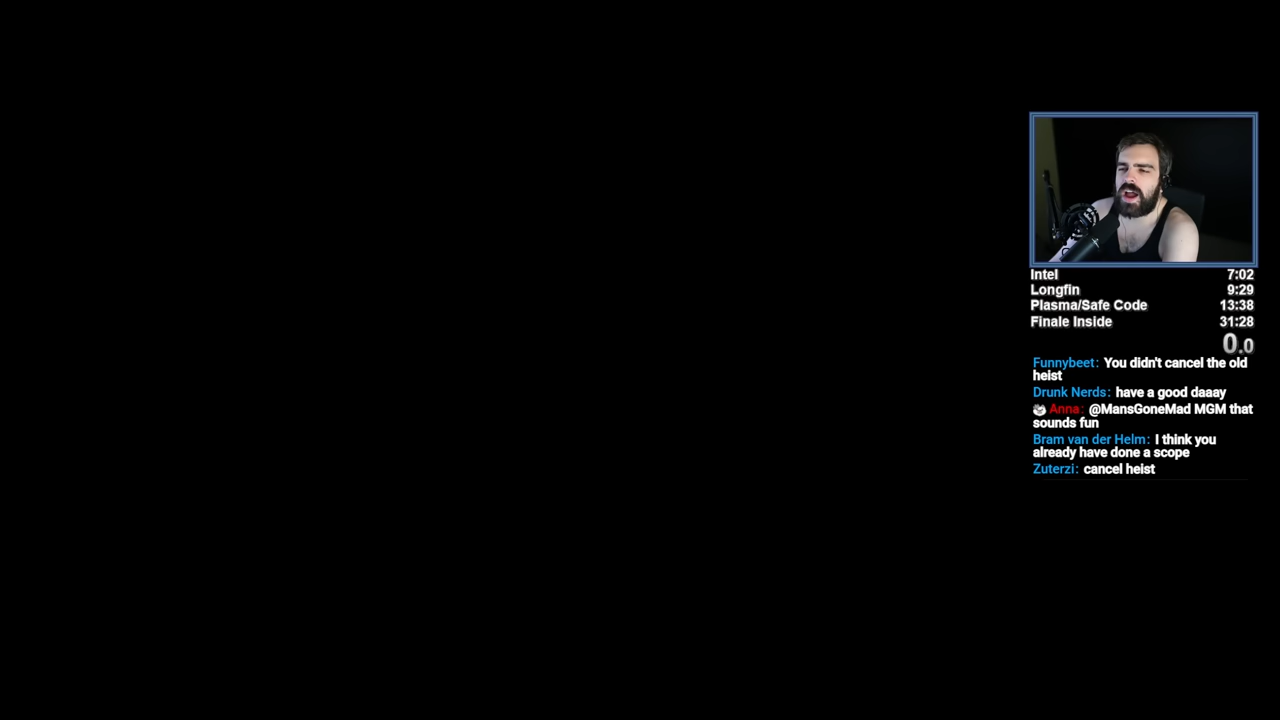 Intel 7:02
Longfin 9:29
Plasma/Safe Code 13:38
Finale Inside 31:28
0.0
Funnybeet: You didn't cancel the old
heist
Drunk Nerds: have a good daaay
Anna: @MansGoneMad MGM that
sounds fun
Bram van der Helm: I think you
already have done a scope
Zuterzi: cancel heist